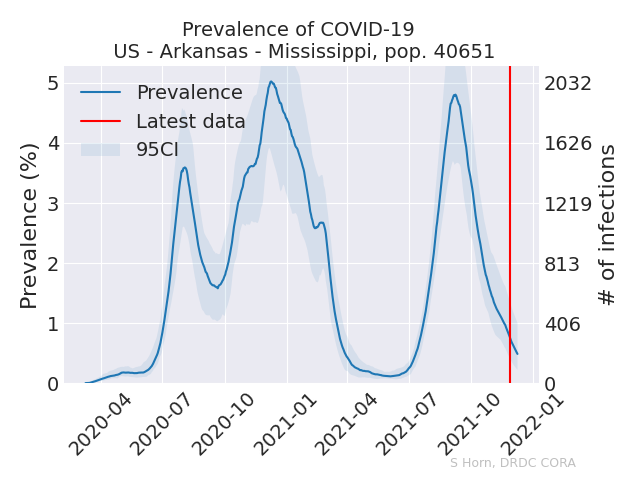 Prevalence of COVID-19
US - Arkansas - Mississippi, pop. 40651
Prevalence
Latest data
95CI
Prevalence (%)
5
4
3
2
1
0
2032
1626
1219
813
406
0
# of infections
2020-04
2020-07
2020-10
2021-01
2021-04
2021-07
2021-10
2022-01
S Horn, DRDC CORA